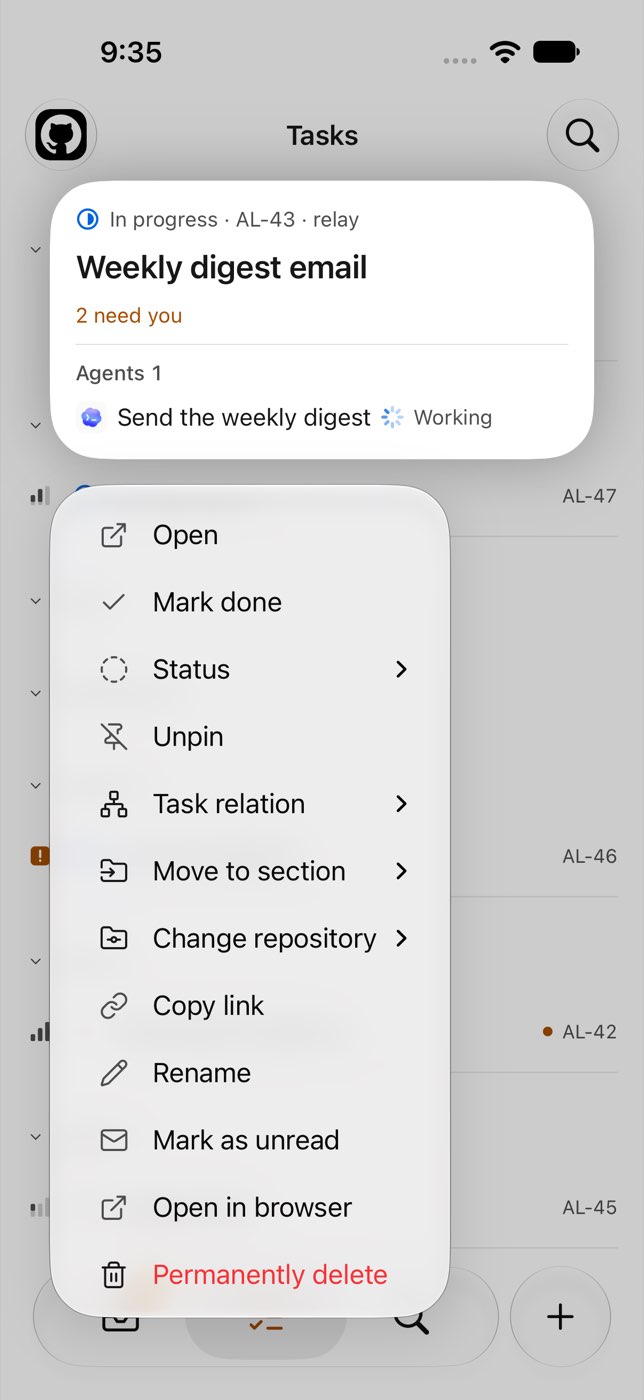 9:35
Tasks
In progress · AL-43 · relay
Weekly digest email
2 need you
Agents 1
Send the weekly digest Working
AL-47
Open
Mark done
Status
Unpin
Task relation
Move to section
AL-46
Change repository
Copy link
AL-42
Rename
Mark as unread
Open in browser
AL-45
Permanently delete